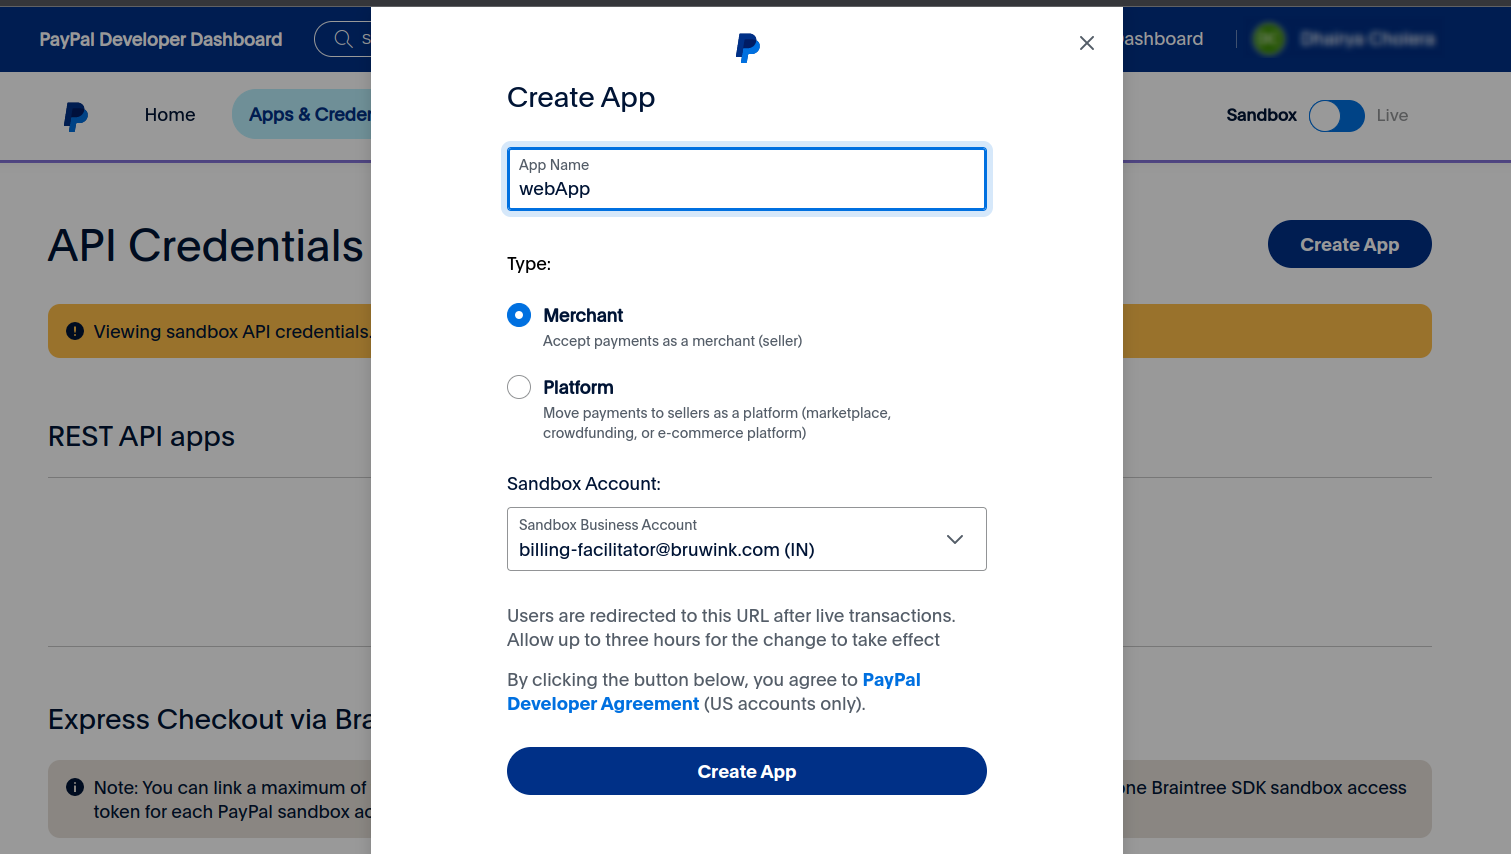 PayPal Developer Dashboard
S
Dashboard
Home
Apps & Creden
Sandbox
Live
API Credentials
Create App
Viewing sandbox API credentials.
REST API apps
Express Checkout via Bra
Note: You can link a maximum of
one Braintree SDK sandbox access
token for each PayPal sandbox ac
Create App
App Name
webApp
Type:
Merchant
Accept payments as a merchant (seller)
Platform
Move payments to sellers as a platform (marketplace,
crowdfunding, or e-commerce platform)
Sandbox Account:
Sandbox Business Account
billing-facilitator@bruwink.com (IN)
Users are redirected to this URL after live transactions.
Allow up to three hours for the change to take effect
By clicking the button below, you agree to PayPal
Developer Agreement (US accounts only).
Create App